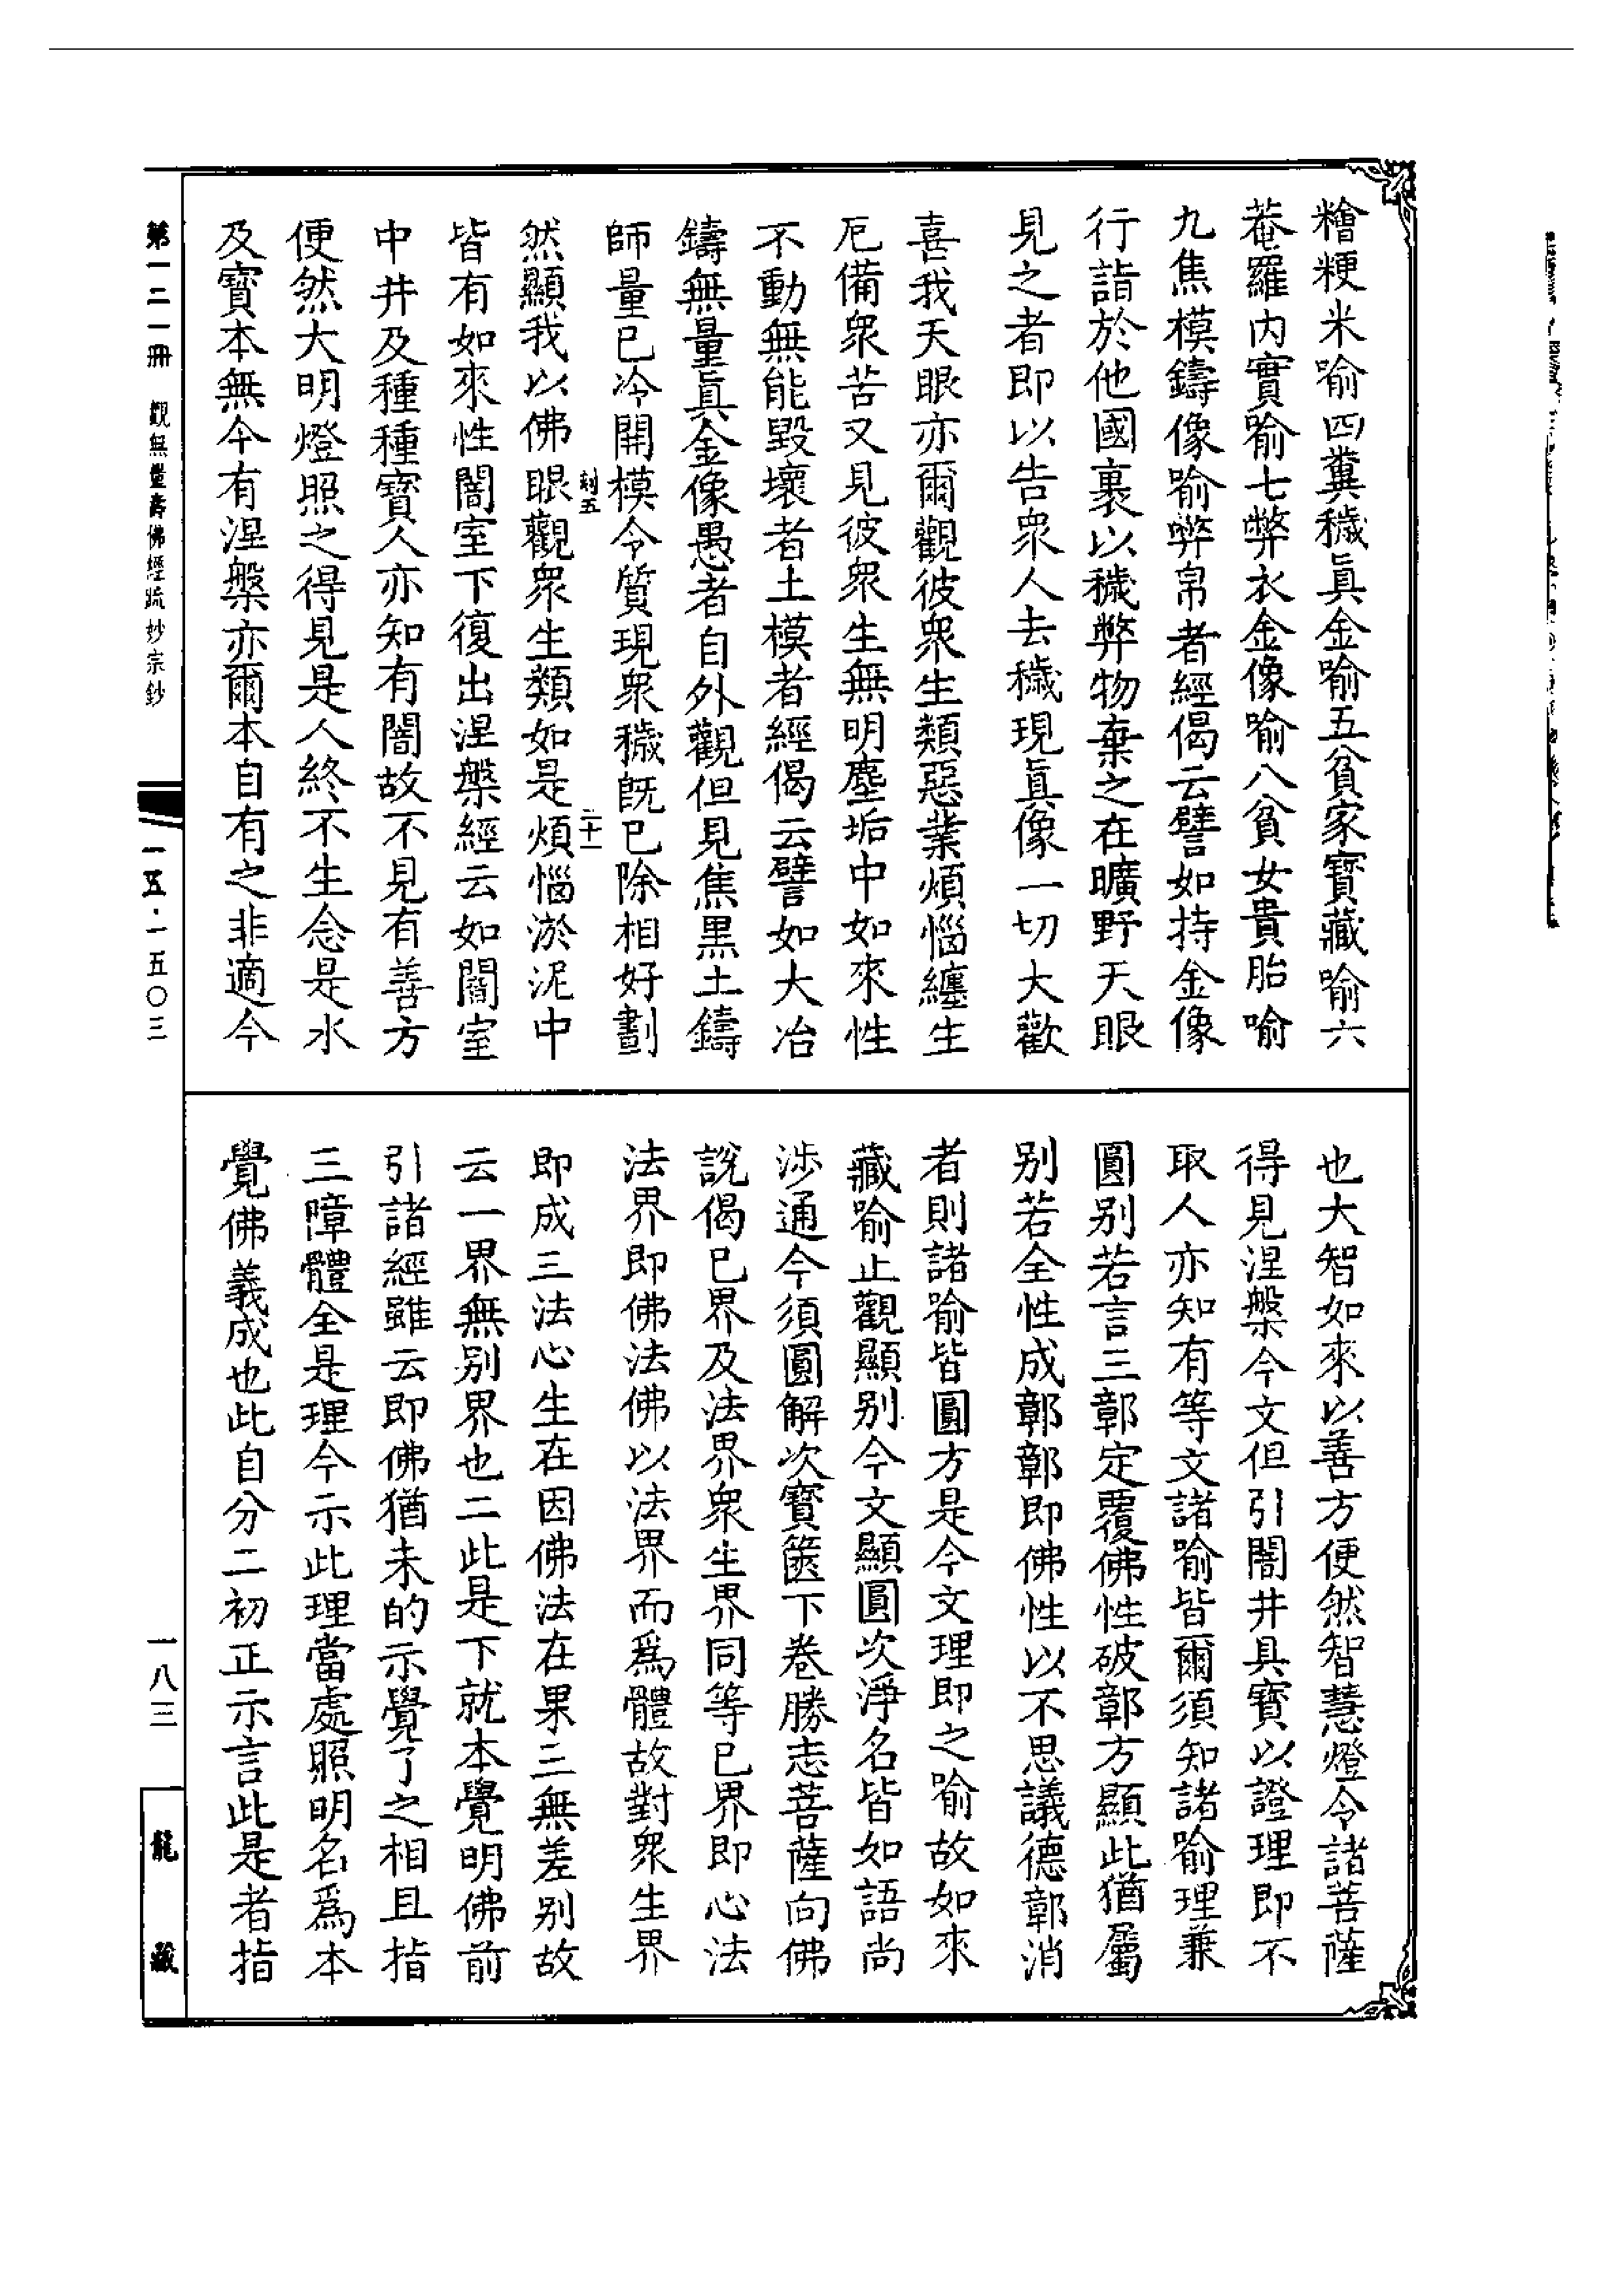 糩粳米喻四糞穢眞金喻五貧家寳藏喻六
菴羅内實喻七弊衣金像喻八貧女貴胎喻
九焦模鑄像喻弊帛者經偈云譬如持金像
行詣於他國裏以穢弊物棄之在曠野天眼
見之者即以告衆人去穢現眞像一切大歡
喜我天眼亦爾觀彼衆生類惡業煩惱纏生
死備衆苦又見彼衆生無明塵垢中如來性
不動無能毀壞者土模者經偈云譬如大冶
鑄無量眞金像愚者自外觀但見焦黒土鑄
師量已冷開模令質現衆穢旣已除相好劃
然顯我以佛眼觀衆生類如是煩惱淤泥中
刻五
二十一
皆有如來性闇室下復出涅槃經云如闇室
中井及種種寳人亦知有闇故不見有善方
便然大明燈照之得見是人終不生念是水
及寳本無今有涅槃亦爾本自有之非適今
也大智如來以善方便然智慧燈令諸菩薩
得見涅槃今文但引闇井具寳以證理即不
取人亦知有等文諸喻皆爾須知諸喻理兼
圓别若言三鄣定覆佛性破鄣方顯此猶屬
别若全性成鄣鄣即佛性以不思議德鄣消
者則諸喻皆圓方是今文理即之喻故如來
藏喻止觀顯别今文顯圓次淨名皆如語尚
涉通今須圓解次寳篋下卷勝志菩薩向佛
說偈已界及法界衆生界同等已界即心法
法界即佛法佛以法界而爲體故對衆生界
即成三法心生在因佛法在果三無差别故
云一界無别界也二此是下就本覺明佛前
引諸經雖云即佛猶未的示覺了之相且指
三障體全是理今示此理當處照明名爲本
覺佛義成也此自分二初正示言此是者指
第一二一冊 觀無量壽佛經疏妙宗鈔
一五·一五〇三
一八三
龍藏